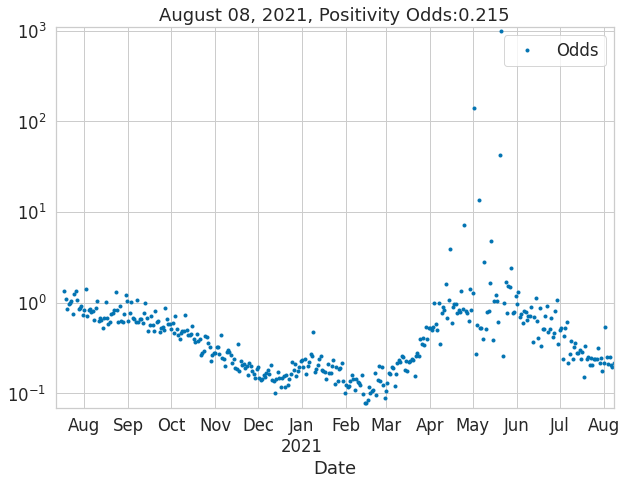 August 08, 2021, Positivity Odds:0.215
Odds
10³
10²
10¹
10⁰
10⁻¹
Aug Sep Oct Nov Dec Jan Feb Mar Apr May Jun Jul Aug
2021
Date